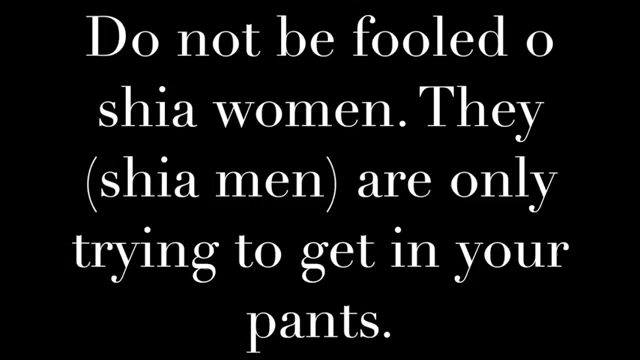 Do not be fooled o
shia women. They
(shia men) are only
trying to get in your
pants.